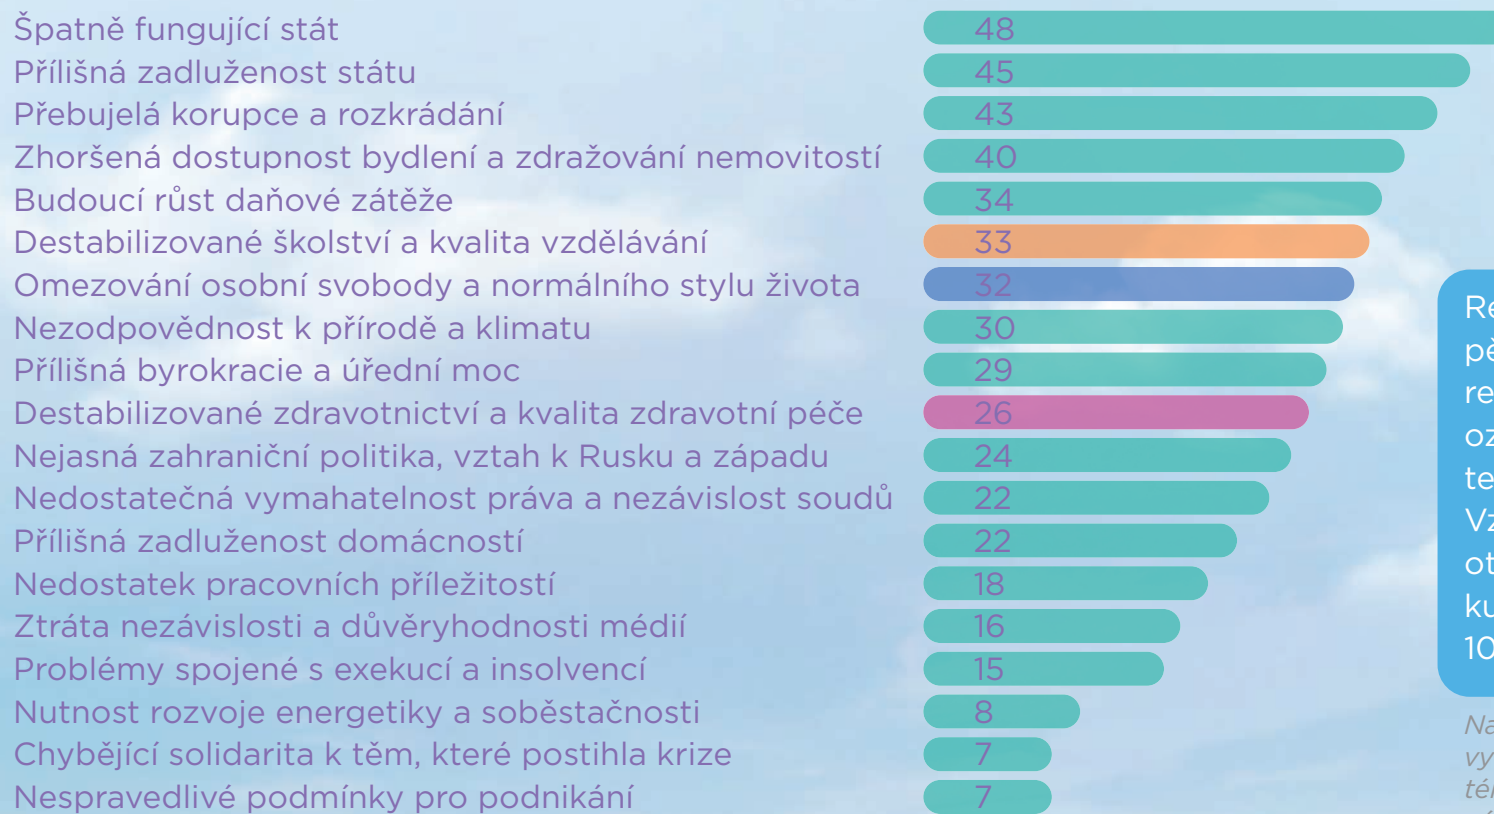 Špatně fungující stát 48
Přílišná zadluženost státu 45
Přebujelá korupce a rozkrádání 43
Zhoršená dostupnost bydlení a zdražování nemovitostí 40
Budoucí růst daňové zátěže 34
Destabilizované školství a kvalita vzdělávání 33
Omezování osobní svobody a normálního stylu života 32
Nezodpovědnost k přírodě a klimatu 30
Přílišná byrokracie a úřední moc 29
Destabilizované zdravotnictví a kvalita zdravotní péče 26
Nejasná zahraniční politika, vztah k Rusku a západu 24
Nedostatečná vymahatelnost práva a nezávislost soudů 22
Přílišná zadluženost domácností 22
Nedostatek pracovních příležitostí 18
Ztráta nezávislosti a důvěryhodnosti médií 16
Problémy spojené s exekucí a insolvencí 15
Nutnost rozvoje energetiky a soběstačnosti 8
Chybějící solidarita k těm, které postihla krize 7
Nespravedlivé podmínky pro podnikání 7